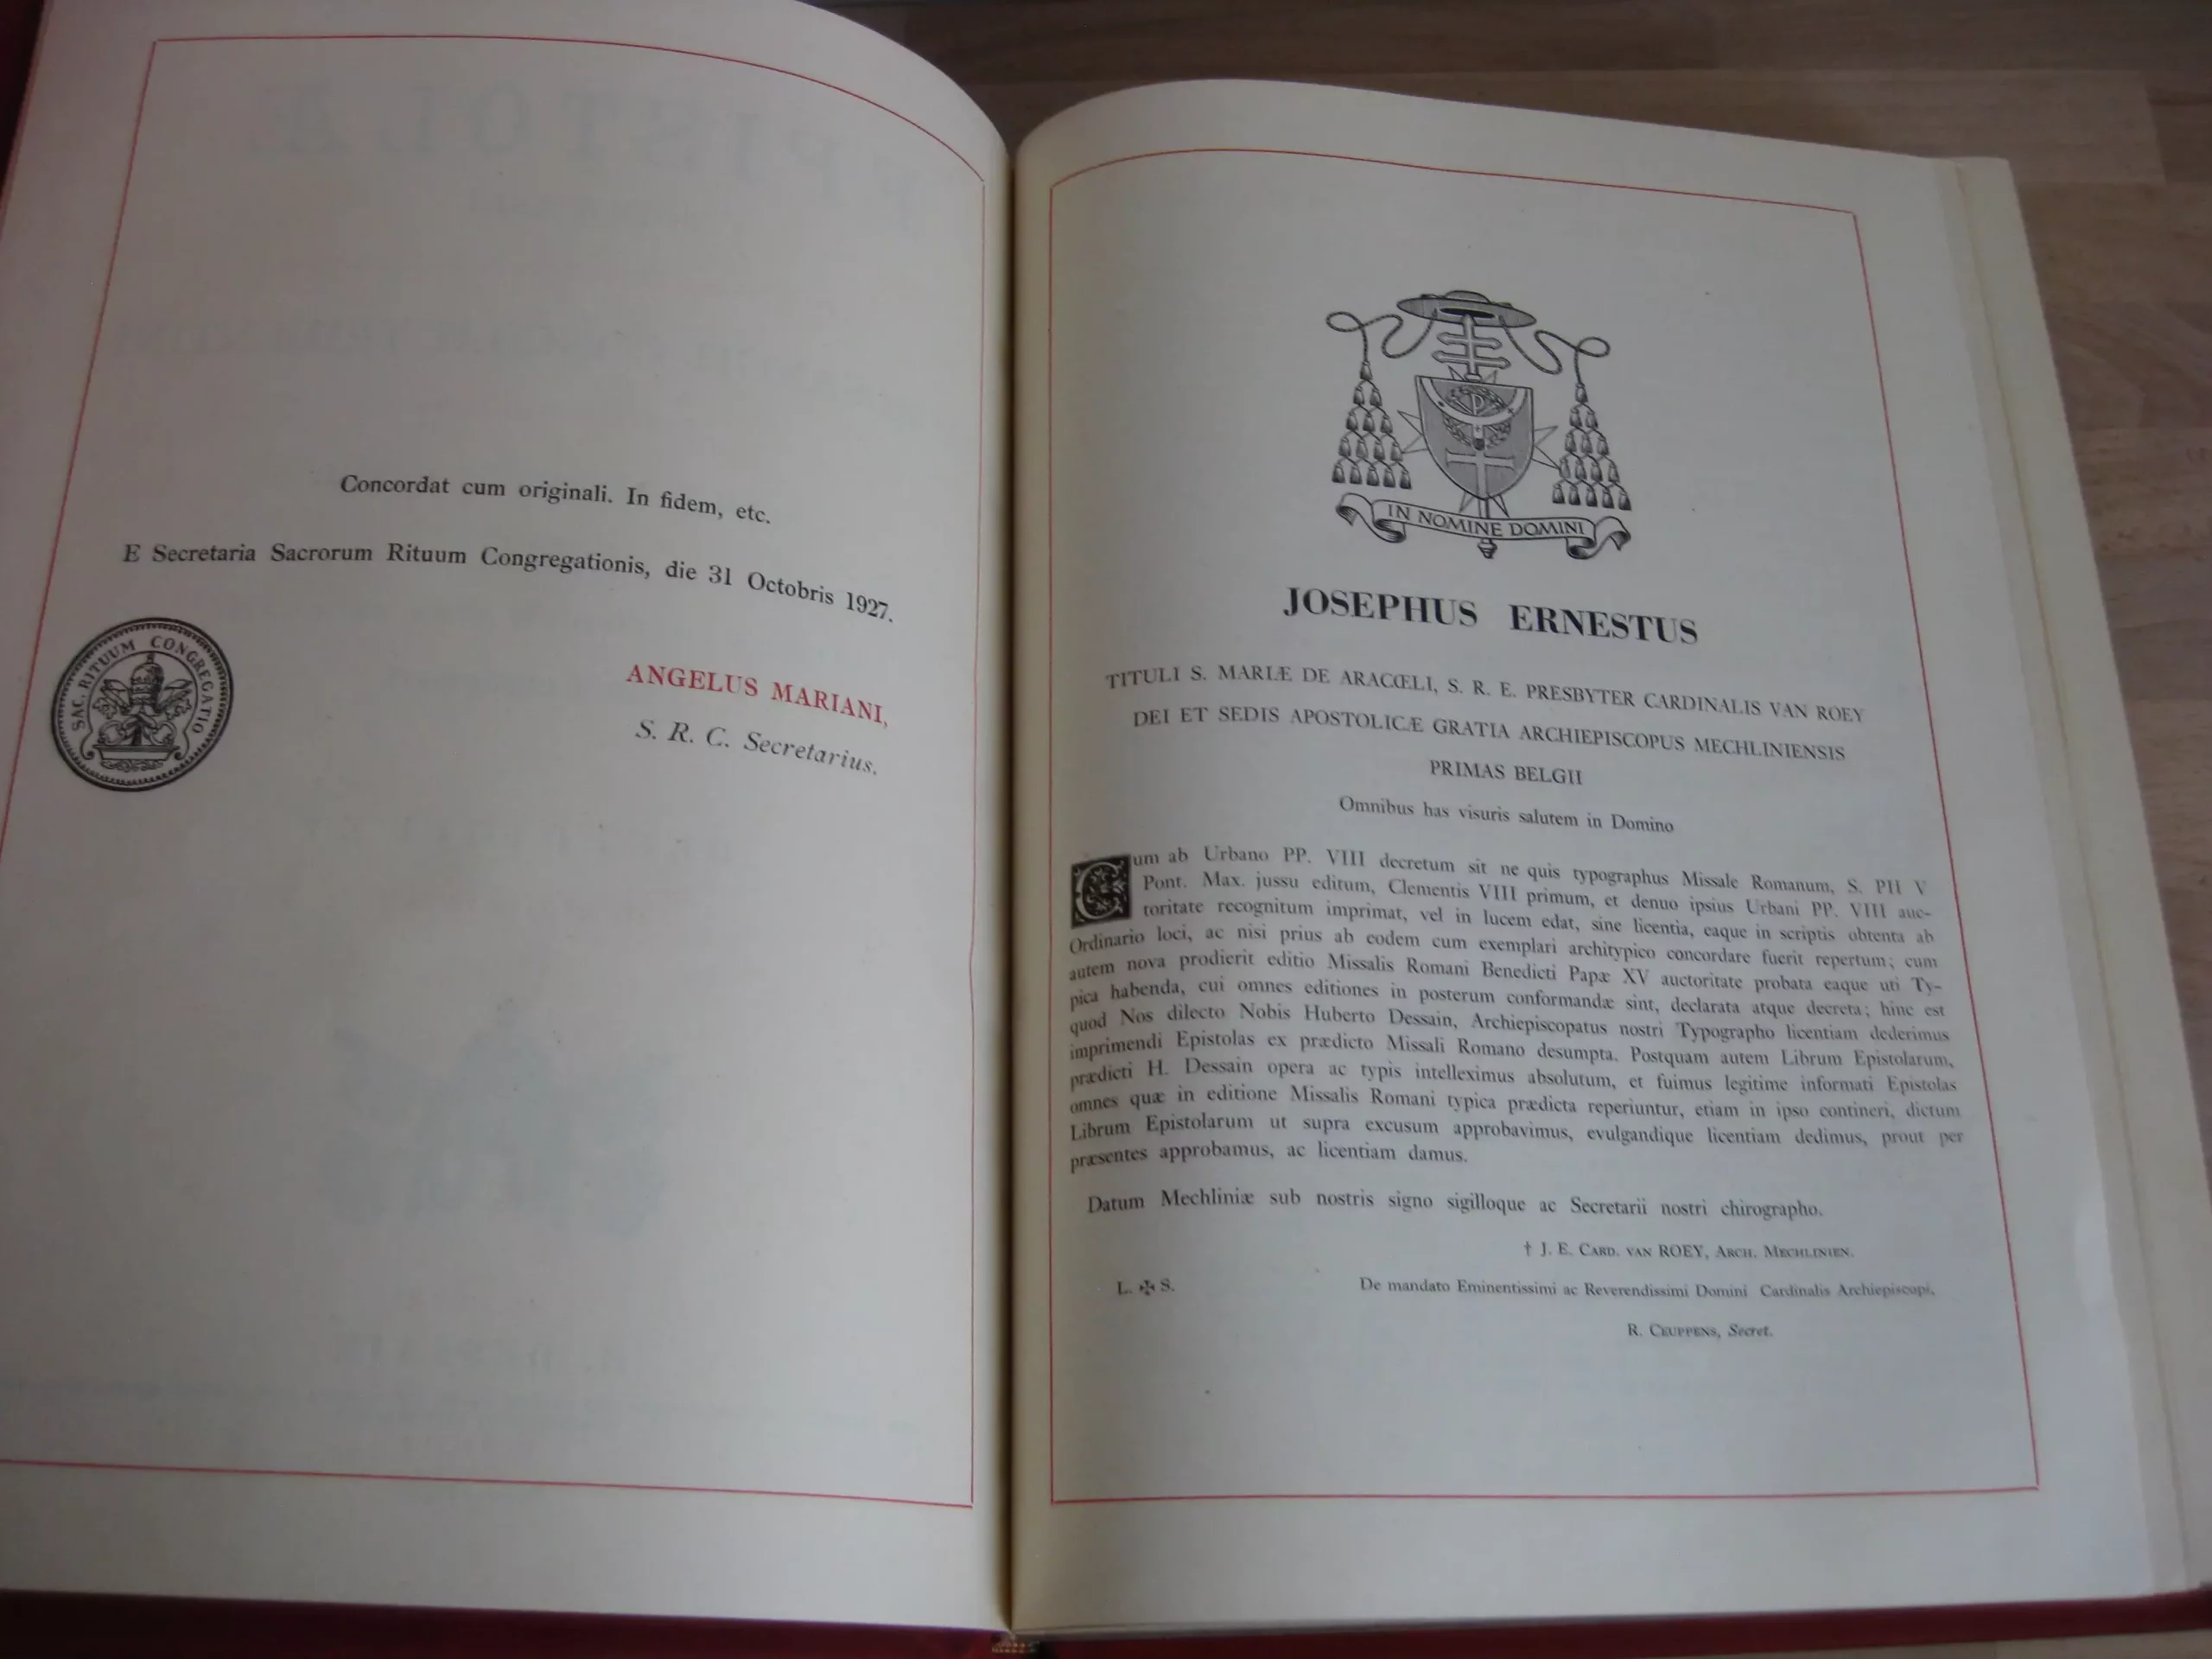 Concordat cum originali. In fidem, etc.
E Secretaria Sacrorum Rituum Congregationis, die 31 Octobris 1927.
SAC. RITUUM CONGREGATIO
ANGELUS MARIANI,
S. R. C. Secretarius.
IN NOMINE DOMINI
JOSEPHUS ERNESTUS
TITULI S. MARIÆ DE ARACŒLI, S. R. E. PRESBYTER CARDINALIS VAN ROEY
DEI ET SEDIS APOSTOLICÆ GRATIA ARCHIEPISCOPUS MECHLINIENSIS
PRIMAS BELGII
Omnibus has visuris salutem in Domino
Cum ab Urbano PP. VIII decretum sit ne quis typographus Missale Romanum, S. PII V
Pont. Max. jussu editum, Clementis VIII primum, et denuo ipsius Urbani PP. VIII auc-
toritate recognitum imprimat, vel in lucem edat, sine licentia, eaque in scriptis obtenta ab
Ordinario loci, ac nisi prius ab eodem cum exemplari architypico concordare fuerit repertum; cum
autem nova prodierit editio Missalis Romani Benedicti Papæ XV auctoritate probata eaque uti Ty-
pica habenda, cui omnes editiones in posterum conformandæ sint, declarata atque decreta; hinc est
quod Nos dilecto Nobis Huberto Dessain, Archiepiscopatus nostri Typographo licentiam dederimus
imprimendi Epistolas ex prædicto Missali Romano desumpta. Postquam autem Librum Epistolarum,
prædicti H. Dessain opera ac typis intelleximus absolutum, et fuimus legitime informati Epistolas
omnes quæ in editione Missalis Romani typica prædicta reperiuntur, etiam in ipso contineri, dictum
Librum Epistolarum ut supra excusum approbavimus, evulgandique licentiam dedimus, prout per
præsentes approbamus, ac licentiam damus.
Datum Mechliniæ sub nostris signo sigilloque ac Secretarii nostri chirographo.
† J. E. CARD. VAN ROEY, ARCH. MECHLINIEN.
L. ✠ S. De mandato Eminentissimi ac Reverendissimi Domini Cardinalis Archiepiscopi,
R. CEUPPENS, Secret.